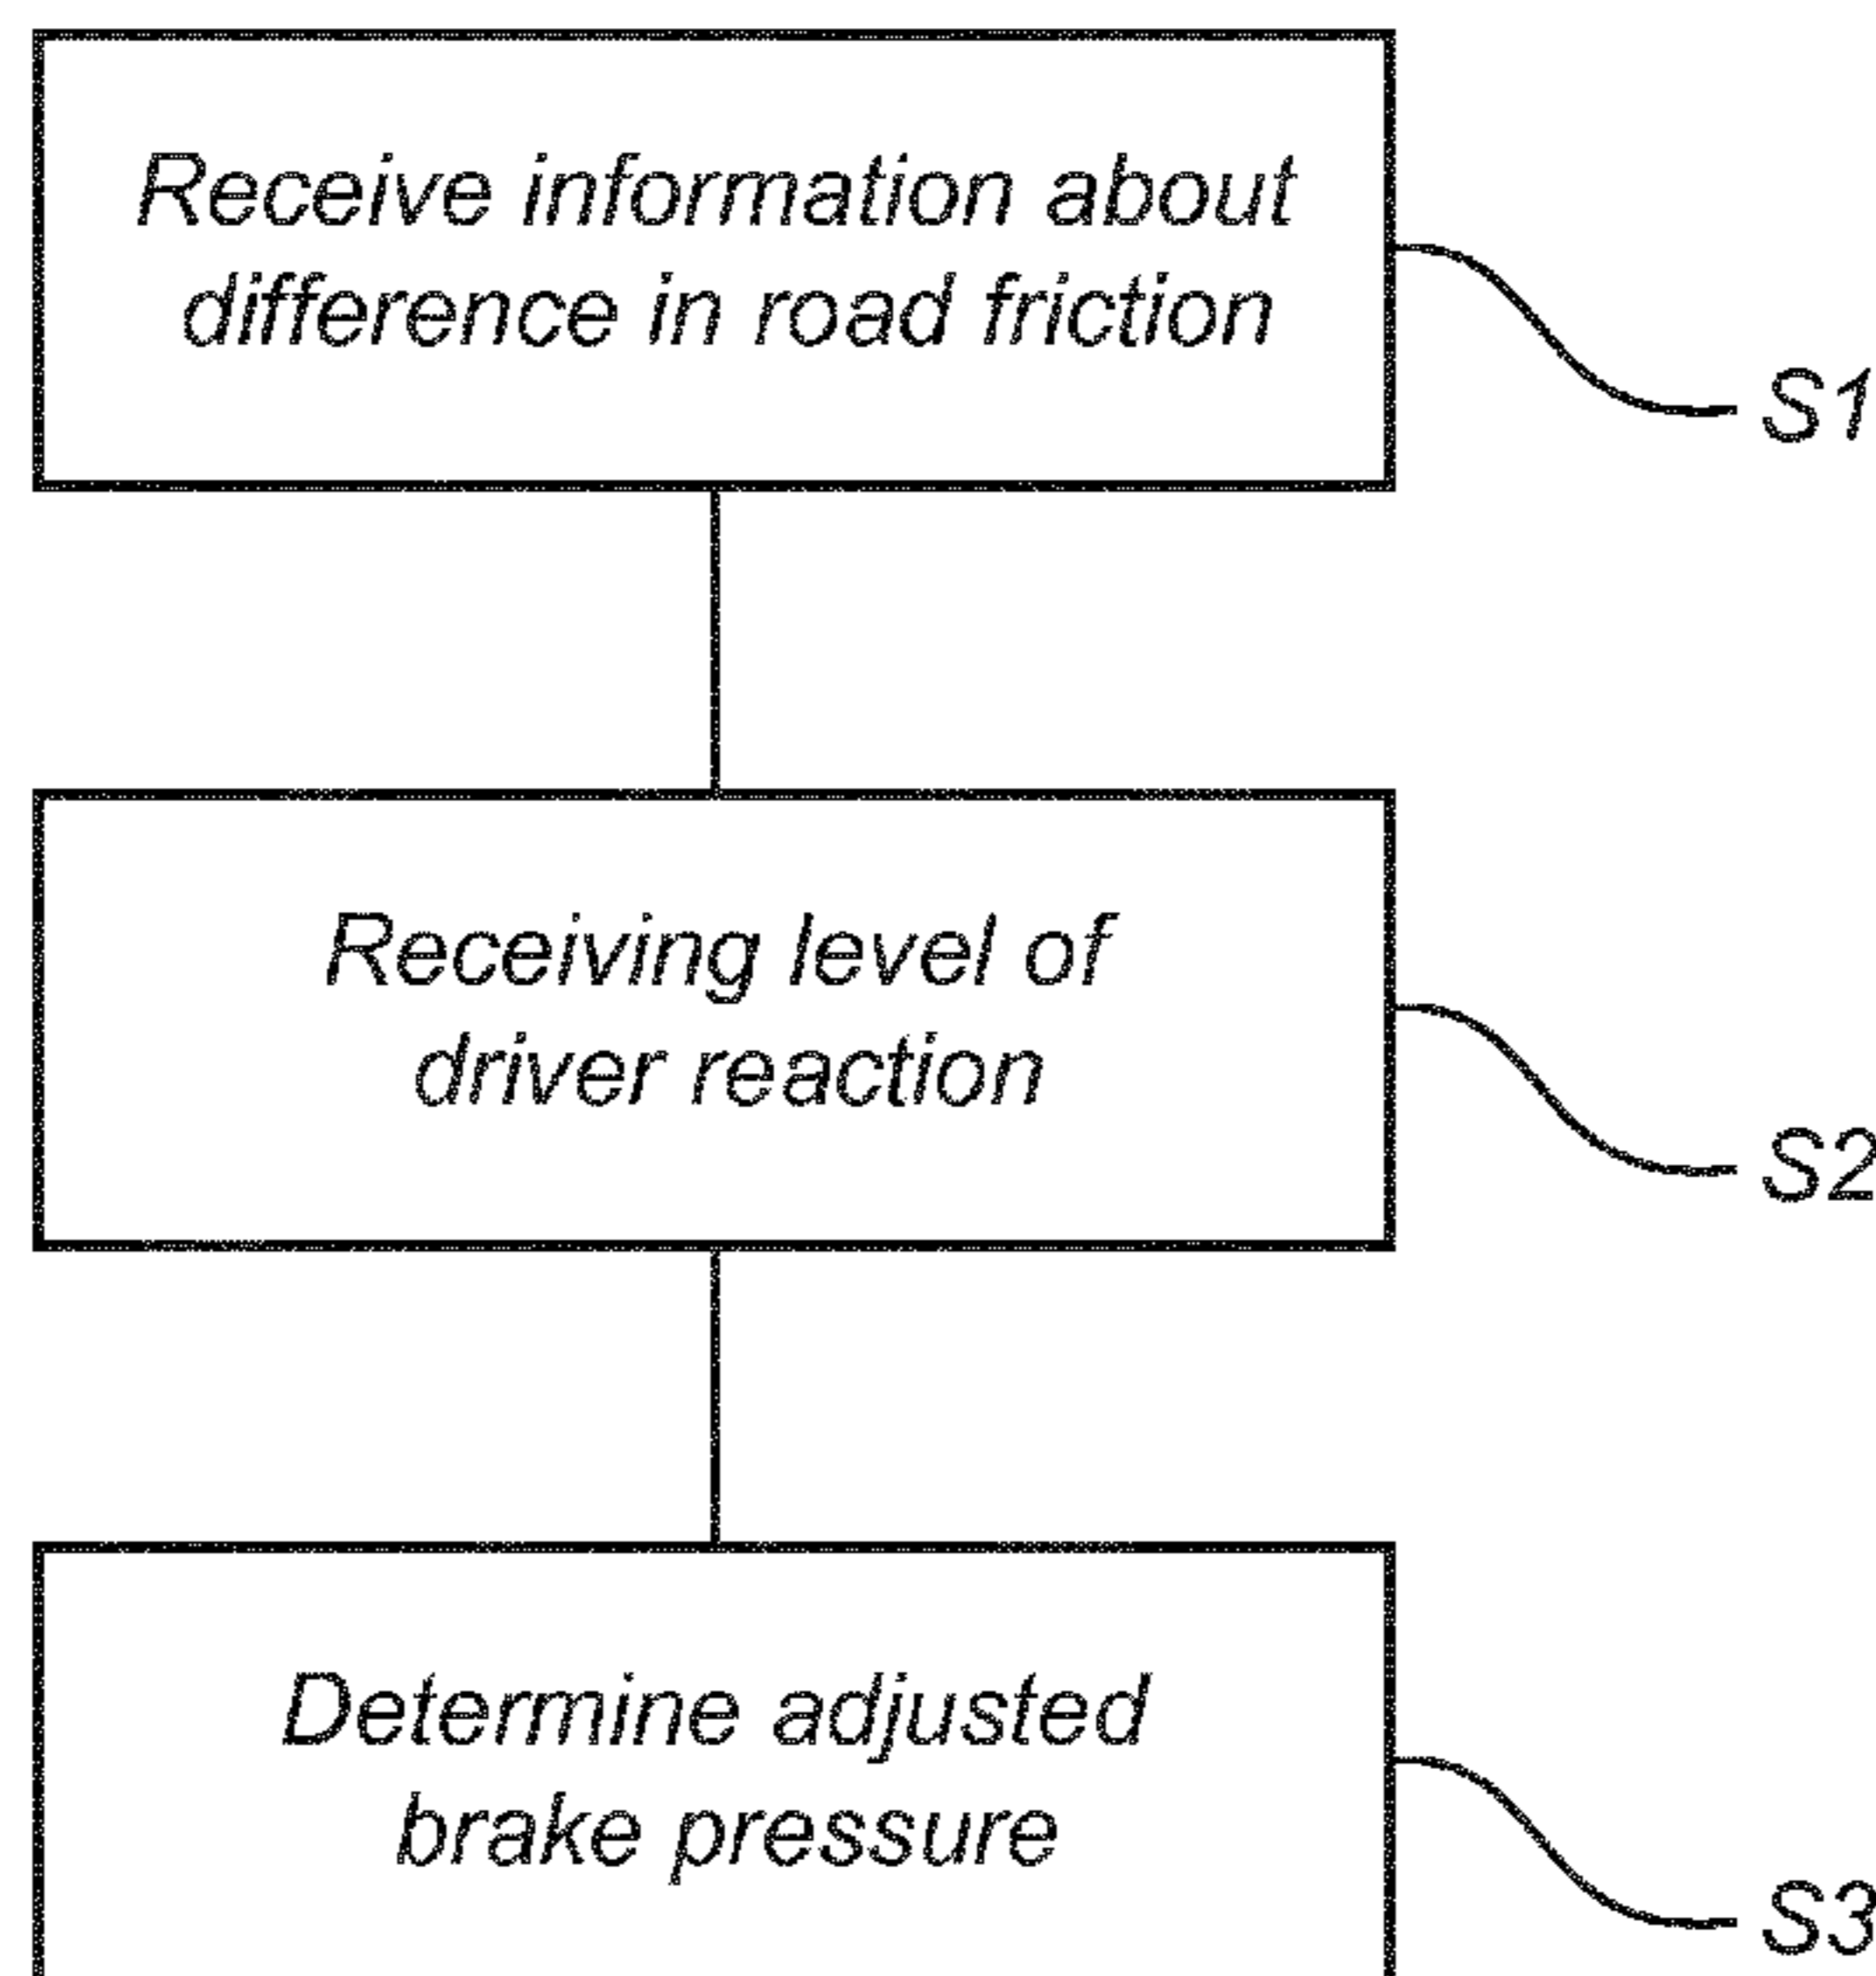 Receive information about
difference in road friction
S1
Receiving level of
driver reaction
S2
Determine adjusted
brake pressure
S3